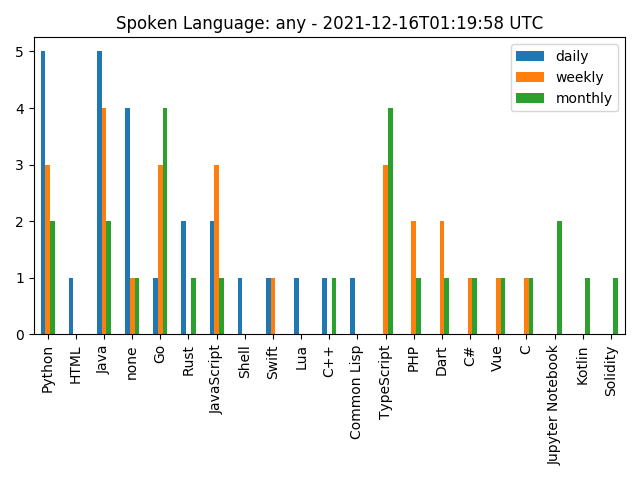 Spoken Language: any - 2021-12-16T01:19:58 UTC
daily
weekly
monthly
5
4
3
2
1
0
Python
HTML
Java
none
Go
Rust
JavaScript
Shell
Swift
Lua
C++
Common Lisp
TypeScript
PHP
Dart
C#
Vue
C
Jupyter Notebook
Kotlin
Solidity